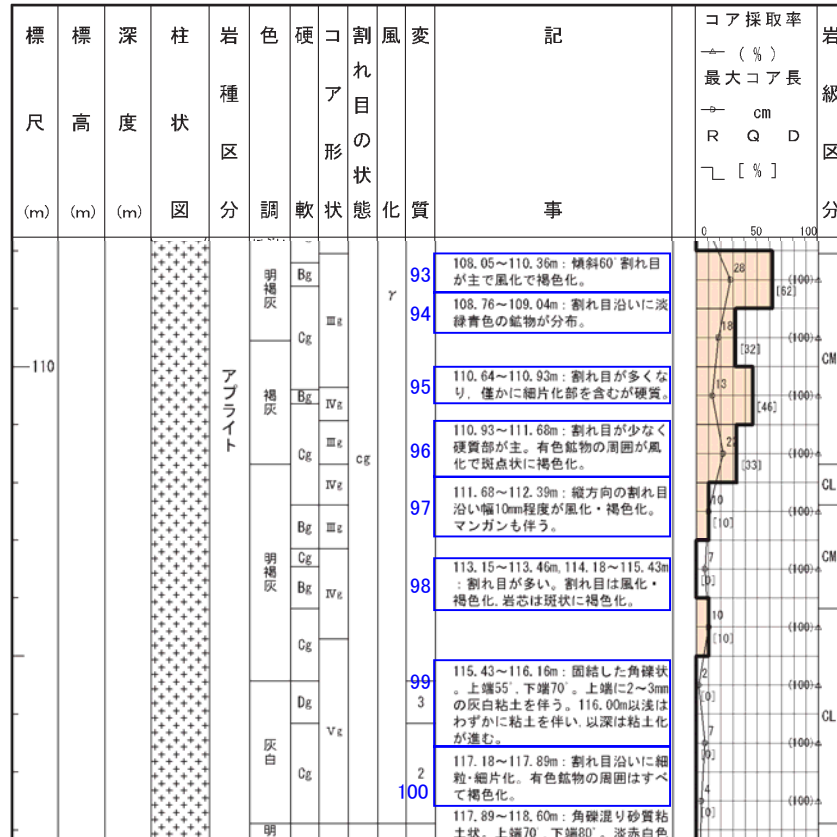 標尺(m)
標高(m)
深度(m)
柱状図
岩種区分
色調
硬軟
コア形状
割れ目の状態
風化
変質
記事
コア採取率
(%)
最大コア長
cm
RQD
[%]
0 50 100
岩級区分
110
アプライト
明褐灰
褐灰
明褐灰
灰白
明
Bg
Cg
Bg
Cg
Bg
Cg
Bg
Cg
Dg
Cg
Ⅲg
Ⅳg
Ⅲg
Ⅳg
Ⅲg
Ⅳg
Ⅴg
cg
γ
3
2
93
108.05~110.36m:傾斜60°割れ目
が主で風化で褐色化。
94
108.76~109.04m:割れ目沿いに淡
緑青色の鉱物が分布。
95
110.64~110.93m:割れ目が多くな
り、僅かに細片化部を含むが硬質。
96
110.93~111.68m:割れ目が少なく
硬質部が主。有色鉱物の周囲が風
化で斑点状に褐色化。
97
111.68~112.39m:縦方向の割れ目
沿い幅10mm程度が風化・褐色化。
マンガンも伴う。
98
113.15~113.46m、114.18~115.43m
:割れ目が多い。割れ目は風化・
褐色化、岩芯は斑状に褐色化。
99
115.43~116.16m:固結した角礫状
。上端55°、下端70°。上端に2~3mm
の灰白粘土を伴う。116.00m以浅は
わずかに粘土を伴い、以深は粘土化
が進む。
100
117.18~117.89m:割れ目沿いに細
粒・細片化。有色鉱物の周囲はすべ
て褐色化。
117.89~118.60m:角礫混り砂質粘
土状。上端70°、下端80°。淡赤白色
28 (100) [62]
18 (100) [32]
13 (100) [46]
(100) [33]
10 (100) [10]
7 (100) [0]
10 (100) [10]
2 (100) [0]
7 (100) [0]
4 (100) [0]
CM
CL
CM
CL